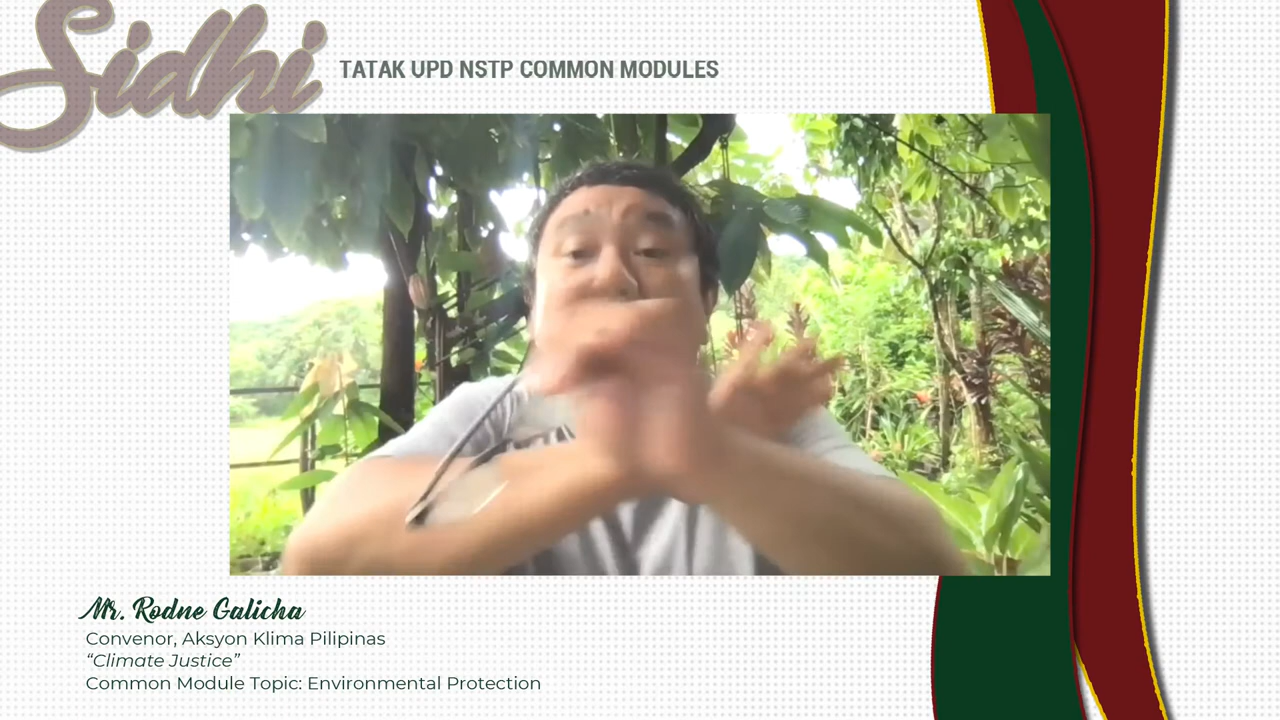 Sidhi
TATAK UPD NSTP COMMON MODULES
Mr. Rodne Galicha
Convenor, Aksyon Klima Pilipinas
“Climate Justice”
Common Module Topic: Environmental Protection